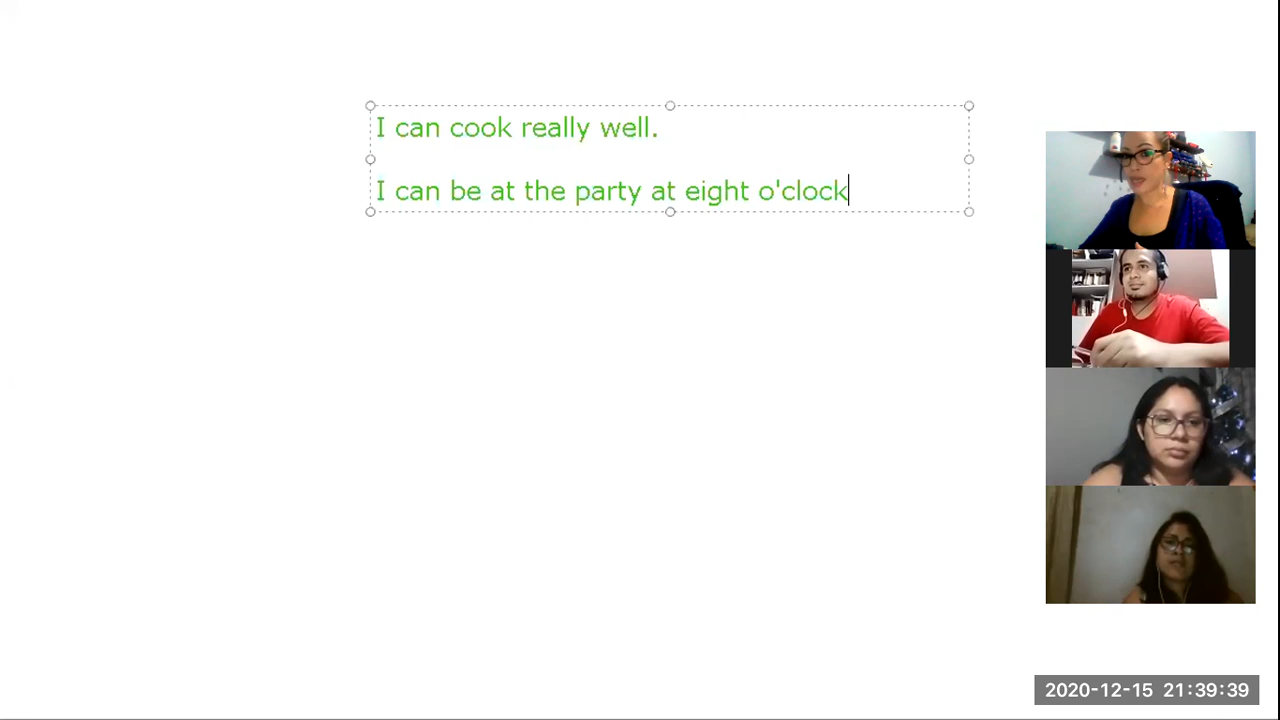 I can cook really well.
I can be at the party at eight o'clock
2020-12-15 21:39:39